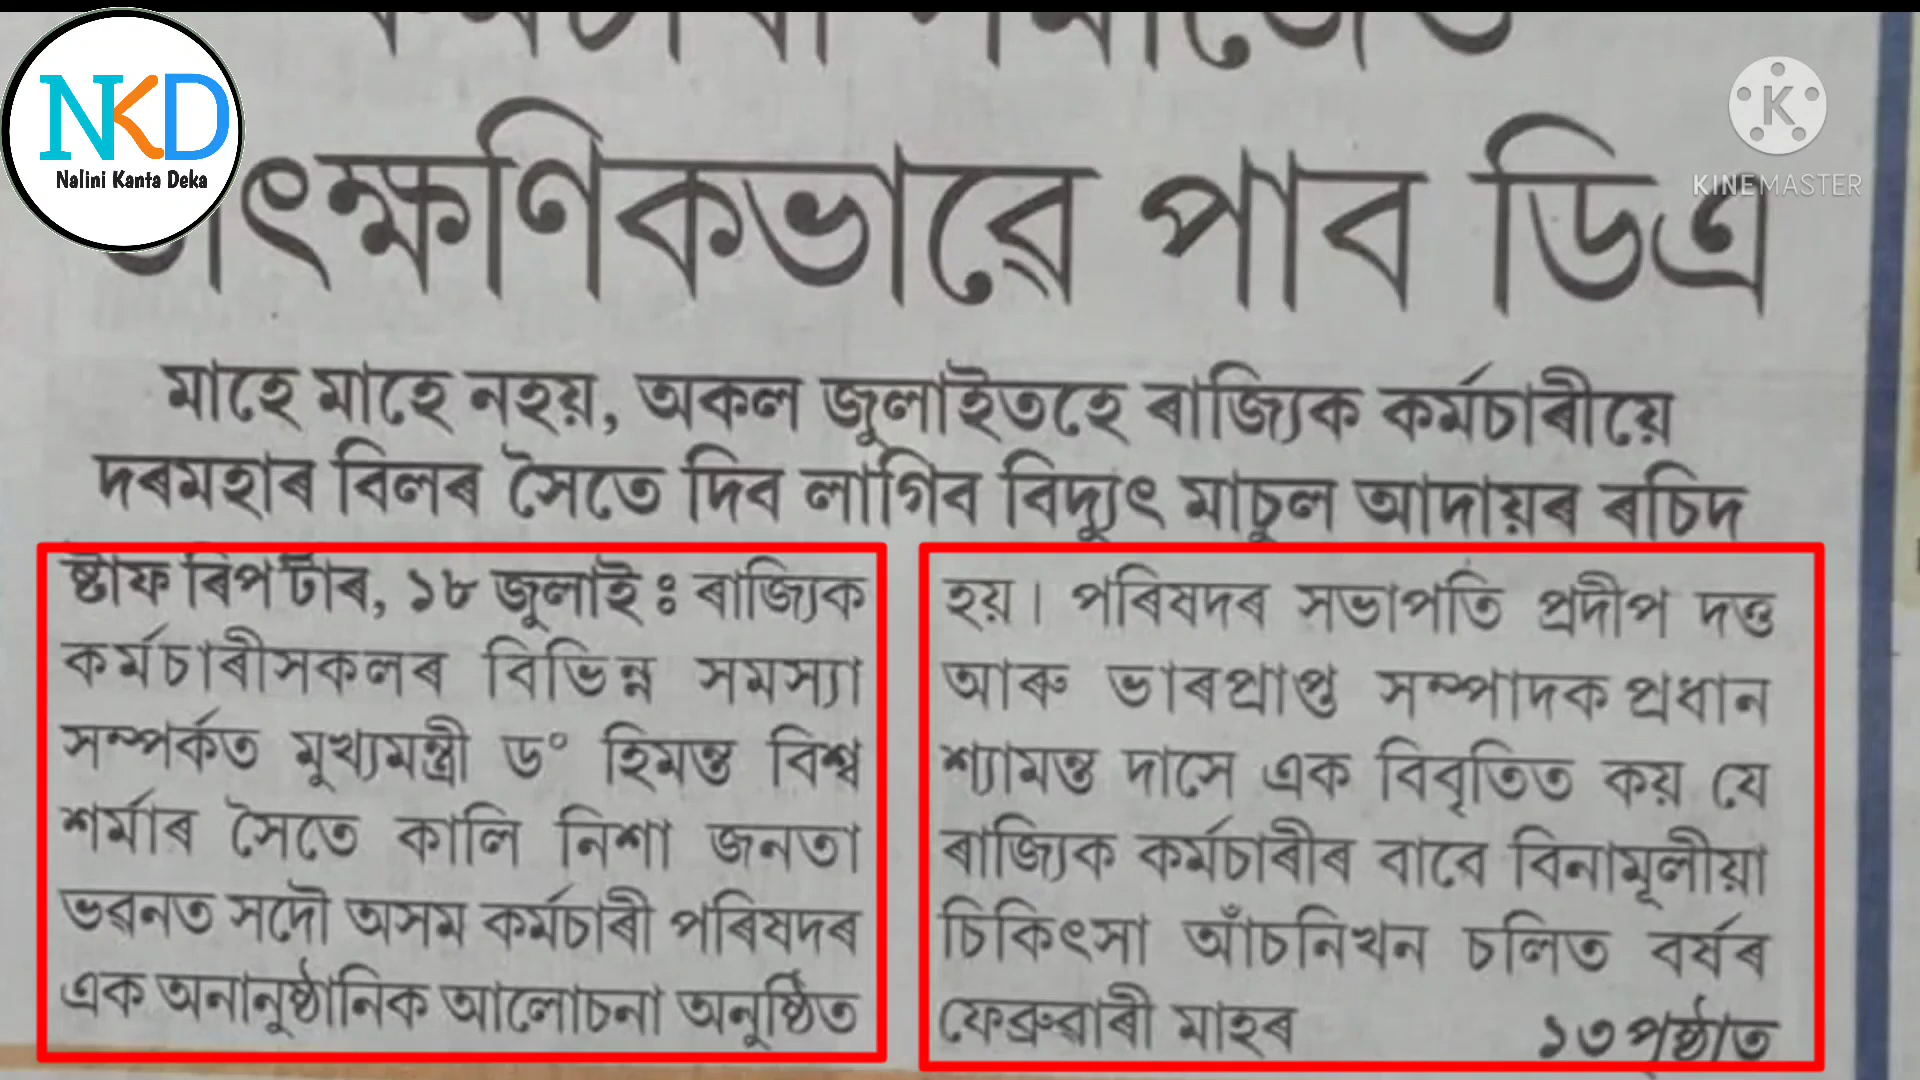 NKD
Nalini Kanta Deka
KINEMASTER
তাৎক্ষণিকভাৱে পাব ডিএ
মাহে মাহে নহয়, অকল জুলাইতহে ৰাজ্যিক কৰ্মচাৰীয়ে
দৰমহাৰ বিলৰ সৈতে দিব লাগিব বিদ্যুৎ মাচুল আদায়ৰ ৰচিদ
ষ্টাফ ৰিপৰ্টাৰ, ১৮ জুলাই ঃ ৰাজ্যিক
কৰ্মচাৰীসকলৰ বিভিন্ন সমস্যা
সম্পৰ্কত মুখ্যমন্ত্ৰী ড° হিমন্ত বিশ্ব
শৰ্মাৰ সৈতে কালি নিশা জনতা
ভৱনত সদৌ অসম কৰ্মচাৰী পৰিষদৰ
এক অনানুষ্ঠানিক আলোচনা অনুষ্ঠিত
হয়। পৰিষদৰ সভাপতি প্ৰদীপ দত্ত
আৰু ভাৰপ্ৰাপ্ত সম্পাদক প্ৰধান
শ্যামন্ত দাসে এক বিবৃতিত কয় যে
ৰাজ্যিক কৰ্মচাৰীৰ বাবে বিনামূলীয়া
চিকিৎসা আঁচনিখন চলিত বৰ্ষৰ
ফেব্ৰুৱাৰী মাহৰ ১৩ পৃষ্ঠাত